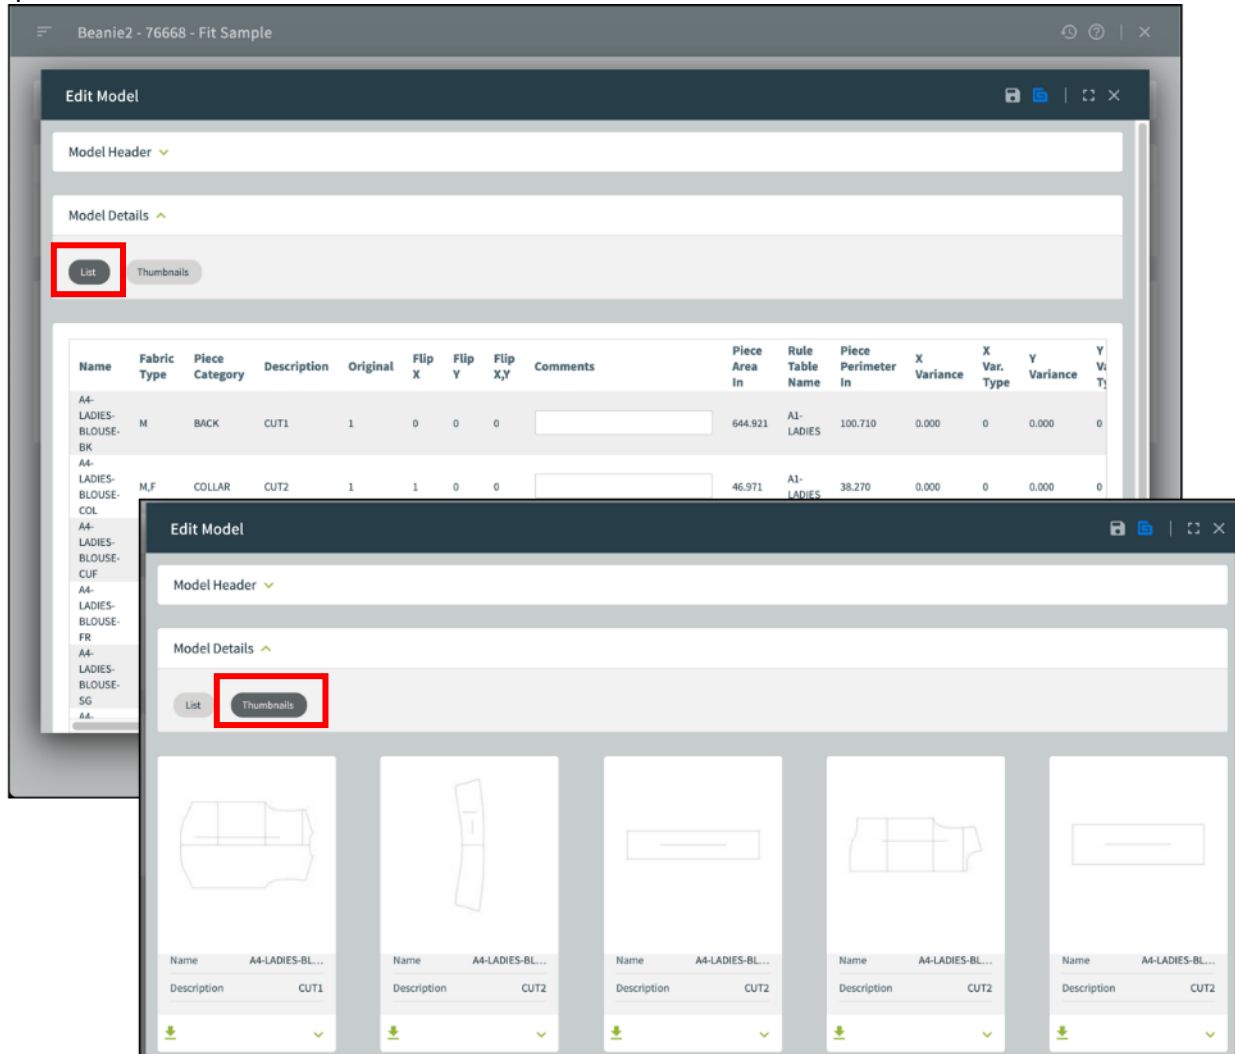 Beanie2 - 76668 - Fit Sample
Edit Model
Model Header
Model Details
List Thumbnails
Name Fabric Type Piece Category Description Original Flip X Flip Y Flip X,Y Comments Piece Area In Rule Table Name Piece Perimeter In X Variance X Var. Type Y Variance Y
A4-LADIES-BLOUSE-BK M BACK CUT1 1 0 0 0 644.921 A1-LADIES 100.710 0.000 0 0.000 0
A4-LADIES-BLOUSE-COL M,F COLLAR CUT2 1 1 0 0 46.971 A1-LADIES 38.270 0.000 0 0.000 0
A4-LADIES-BLOUSE-CUF
A4-LADIES-BLOUSE-FR
A4-LADIES-BLOUSE-SG
A4-
Edit Model
Model Header
Model Details
List Thumbnails
Name A4-LADIES-BL...
Description CUT1
Name A4-LADIES-BL...
Description CUT2
Name A4-LADIES-BL...
Description CUT2
Name A4-LADIES-BL...
Description CUT2
Name A4-LADIES-BL...
Description CUT2